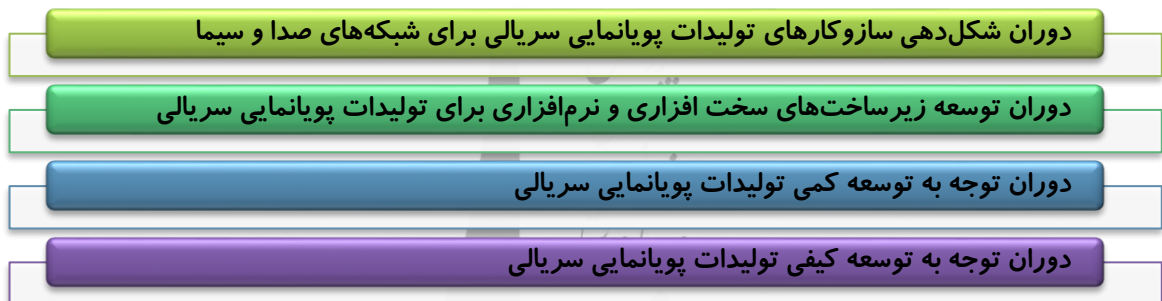 دوران شکل‌دهی سازوکارهای تولیدات پویانمایی سریالی برای شبکه‌های صدا و سیما
دوران توسعه زیرساخت‌های سخت افزاری و نرم‌افزاری برای تولیدات پویانمایی سریالی
دوران توجه به توسعه کمی تولیدات پویانمایی سریالی
دوران توجه به توسعه کیفی تولیدات پویانمایی سریالی